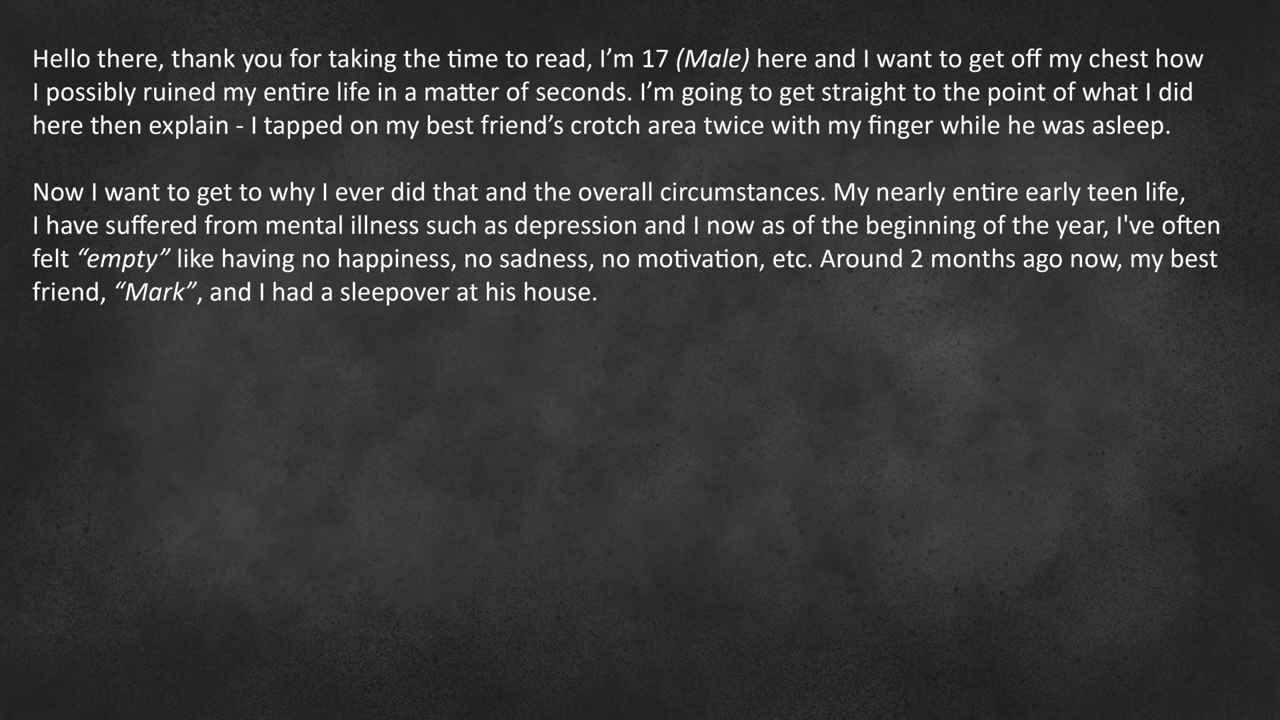 Hello there, thank you for taking the time to read, I’m 17 (Male) here and I want to get off my chest how
I possibly ruined my entire life in a matter of seconds. I’m going to get straight to the point of what I did
here then explain - I tapped on my best friend’s crotch area twice with my finger while he was asleep.
Now I want to get to why I ever did that and the overall circumstances. My nearly entire early teen life,
I have suffered from mental illness such as depression and I now as of the beginning of the year, I've often
felt “empty” like having no happiness, no sadness, no motivation, etc. Around 2 months ago now, my best
friend, “Mark”, and I had a sleepover at his house.